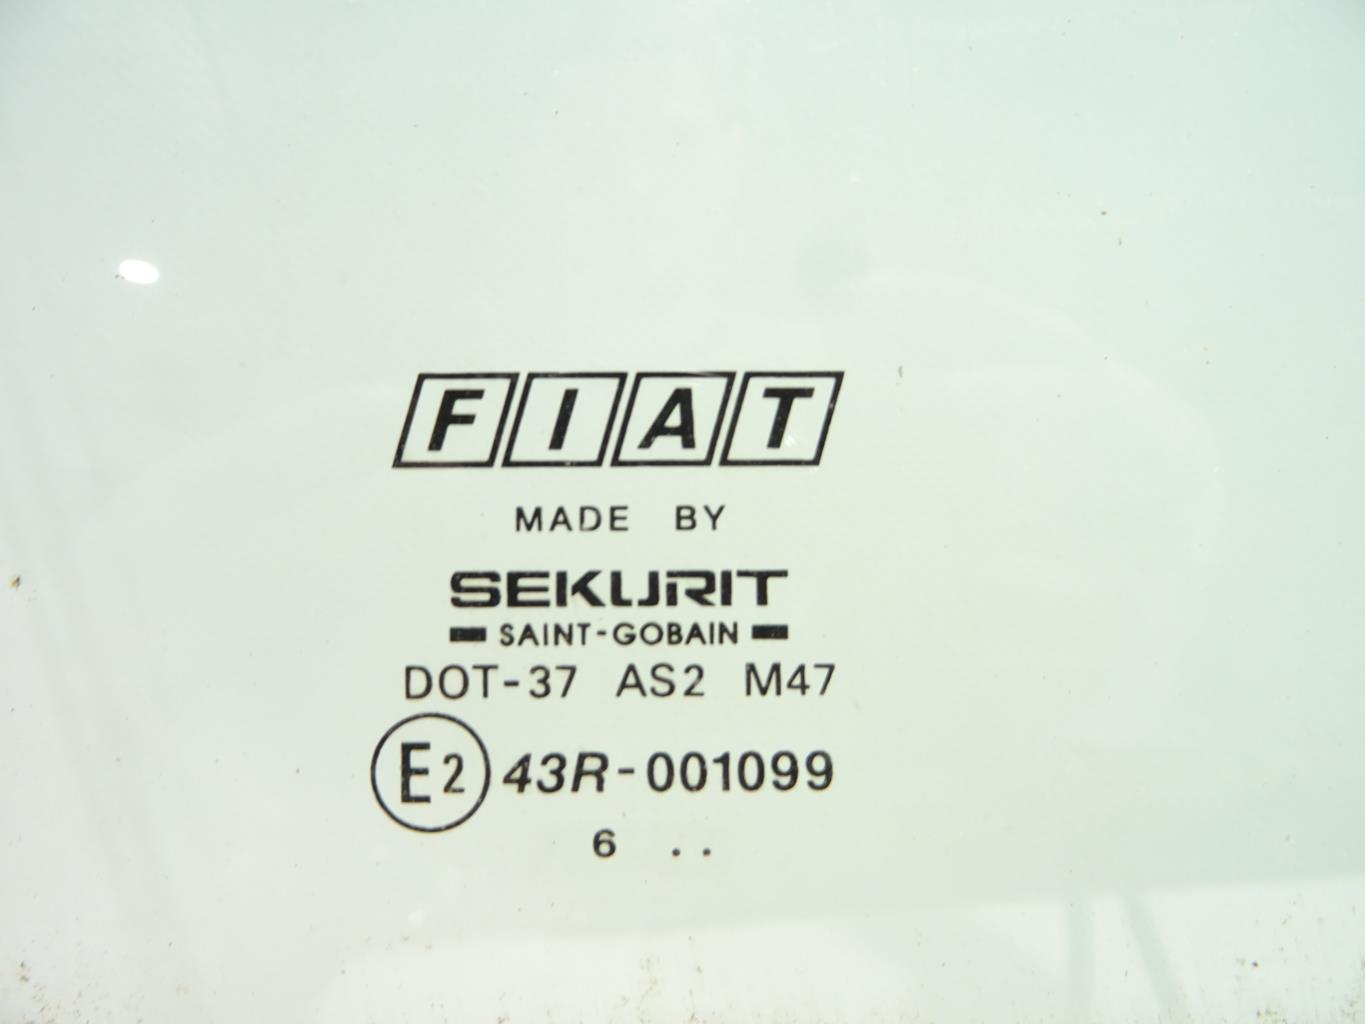 FIAT
MADE BY
SEKURIT
SAINT-GOBAIN
DOT-37 AS2 M47
E2 43R-001099
6 ..